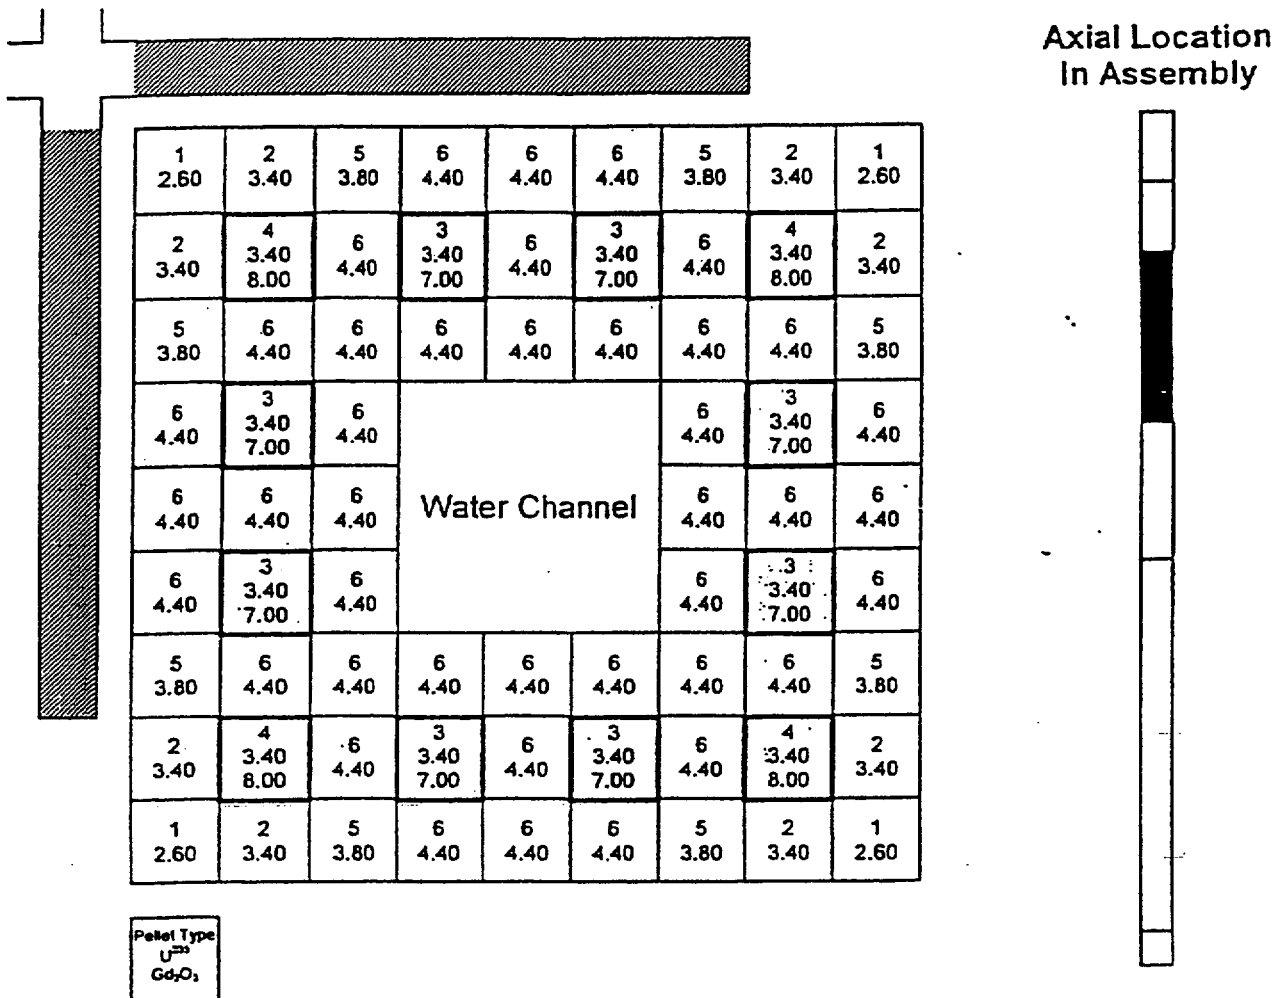 Axial Location
In Assembly
1 2 5 6 6 6 5 2 1
2.60 3.40 3.80 4.40 4.40 4.40 3.80 3.40 2.60
2 4 6 3 6 3 6 4 2
3.40 3.40 4.40 3.40 4.40 3.40 4.40 3.40 3.40
8.00 7.00 7.00 8.00
5 6 6 6 6 6 6 6 5
3.80 4.40 4.40 4.40 4.40 4.40 4.40 4.40 3.80
6 3 6 6 3 6
4.40 3.40 4.40 4.40 3.40 4.40
7.00 7.00
6 6 6 Water Channel 6 6 6
4.40 4.40 4.40 4.40 4.40 4.40
6 3 6 6 3 6
4.40 3.40 4.40 4.40 3.40 4.40
7.00 7.00
5 6 6 6 6 6 6 6 5
3.80 4.40 4.40 4.40 4.40 4.40 4.40 4.40 3.80
2 4 6 3 6 3 6 4 2
3.40 3.40 4.40 3.40 4.40 3.40 4.40 3.40 3.40
8.00 7.00 7.00 8.00
1 2 5 6 6 6 5 2 1
2.60 3.40 3.80 4.40 4.40 4.40 3.80 3.40 2.60
Pellet Type
U²³⁵
Gd₂O₃